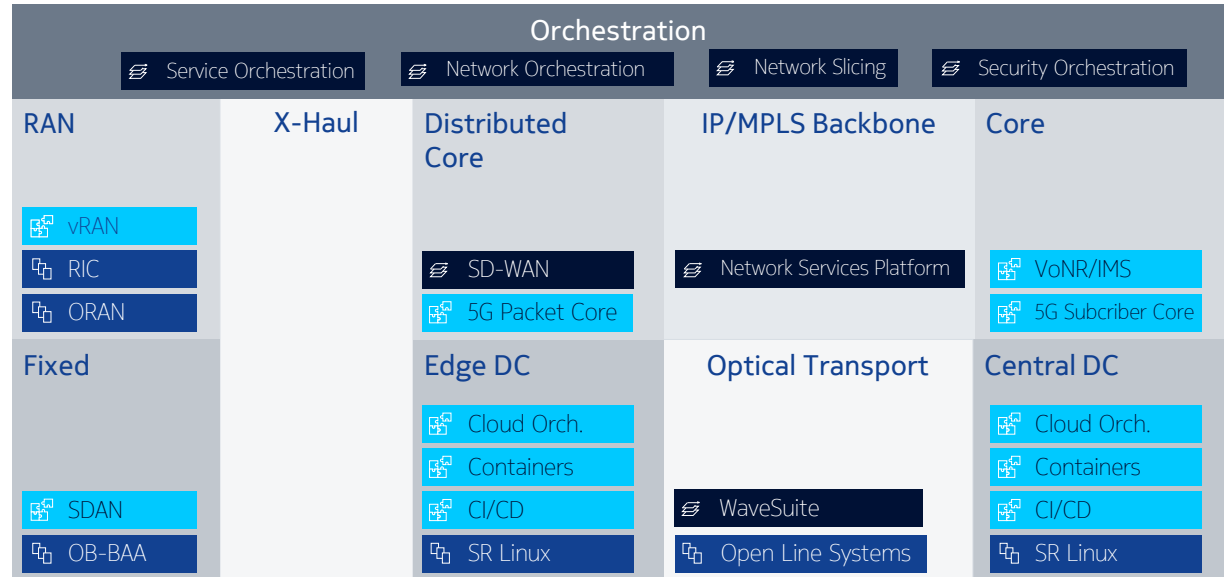 Orchestration
Service Orchestration
Network Orchestration
Network Slicing
Security Orchestration
RAN
vRAN
RIC
ORAN
X-Haul
Distributed
Core
SD-WAN
5G Packet Core
IP/MPLS Backbone
Network Services Platform
Core
VoNR/IMS
5G Subcriber Core
Fixed
SDAN
OB-BAA
Edge DC
Cloud Orch.
Containers
CI/CD
SR Linux
Optical Transport
WaveSuite
Open Line Systems
Central DC
Cloud Orch.
Containers
CI/CD
SR Linux